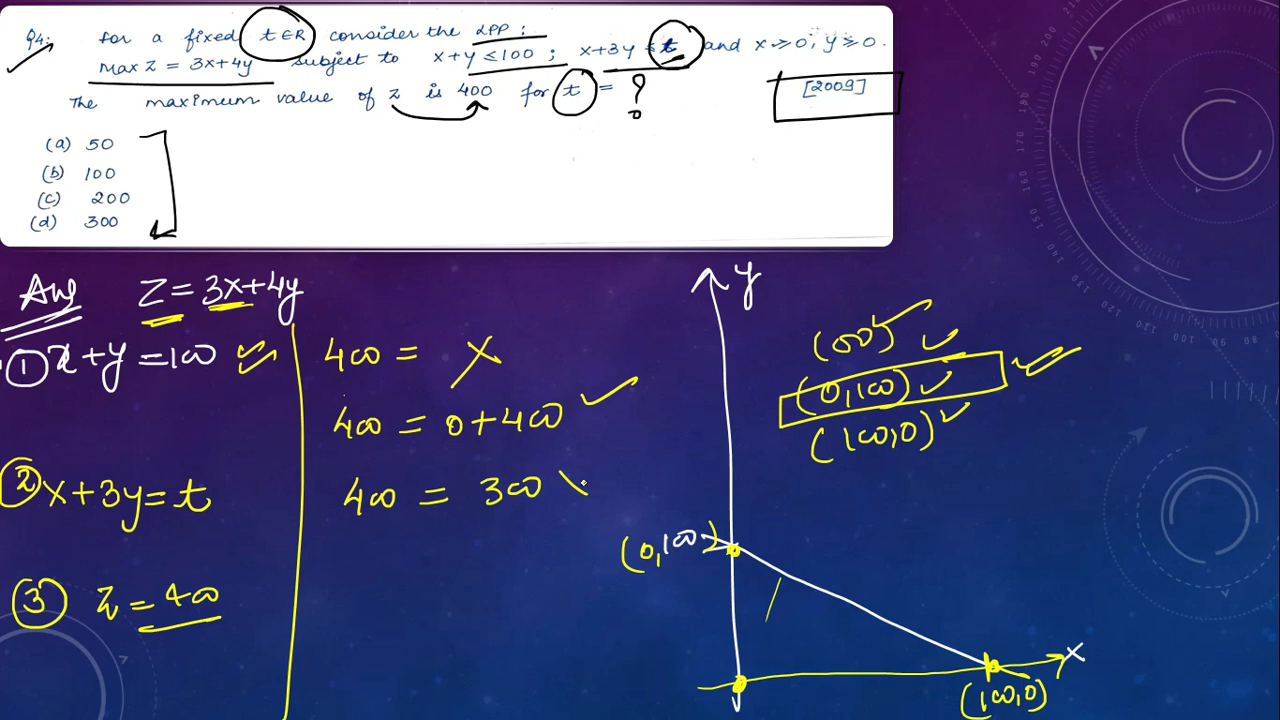 Q4: for a fixed t∈R consider the LPP:
Max z = 3x+4y subject to x+y≤100; x+3y≤t and x≥0, y≥0.
The maximum value of z is 400 for t = ?
[2009]
(a) 50
(b) 100
(c) 200
(d) 300
Ans Z = 3x+4y
① x+y=100
② x+3y=t
③ z=400
400 =
400 = 0+400
400 = 300
y
(00)
(0,100)
(100,0)
(0,100)
x
(100,0)